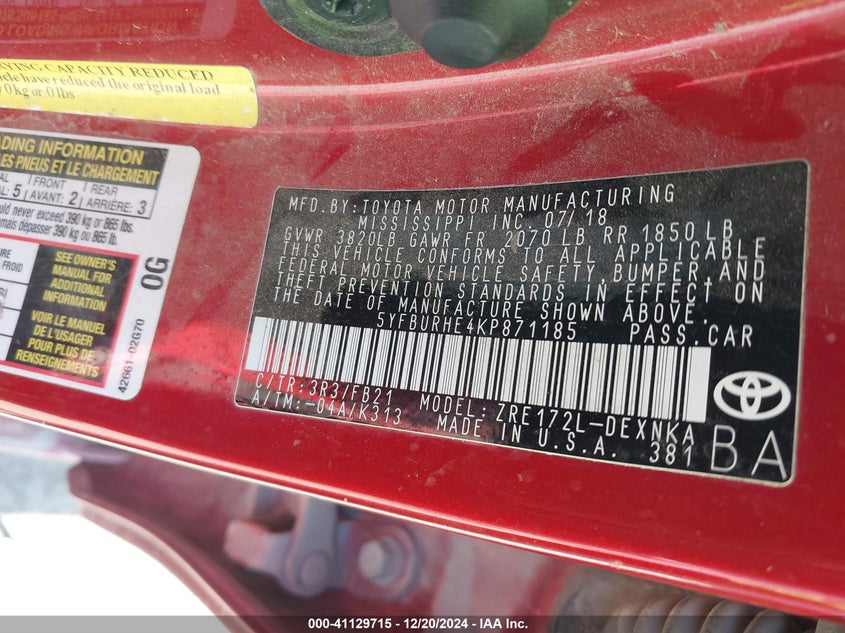 YING CAPACITY REDUCED
icle have reduced the original load
0 kg or 0 lbs
DING INFORMATION
LES PNEUS ET LE CHARGEMENT
FRONT REAR
5 AVANT: 2 ARRIÈRE: 3
never exceed 390 kg or 865 lbs.
mais dépasser 390 kg ou 865 lb.
FROID
SEE OWNER'S
MANUAL FOR
ADDITIONAL
INFORMATION
VOIR LE MANUEL
DE L'USAGER
POUR PLUS DE
RENSEIGNEMENTS
0G
42661-02G70
MFD.BY:TOYOTA MOTOR MANUFACTURING
MISSISSIPPI INC. 07/18
GVWR 3820LB GAWR FR 2070 LB RR 1850 LB
THIS VEHICLE CONFORMS TO ALL APPLICABLE
FEDERAL MOTOR VEHICLE SAFETY, BUMPER, AND
THEFT PREVENTION STANDARDS IN EFFECT ON
THE DATE OF MANUFACTURE SHOWN ABOVE.
5YFBURHE4KP871185 PASS.CAR
C/TR:3R3/FB21
A/TM:-04A/K313
MODEL:ZRE172L-DEXNKA
MADE IN U.S.A. 381
BA
000-41129715 - 12/20/2024 - IAA Inc.